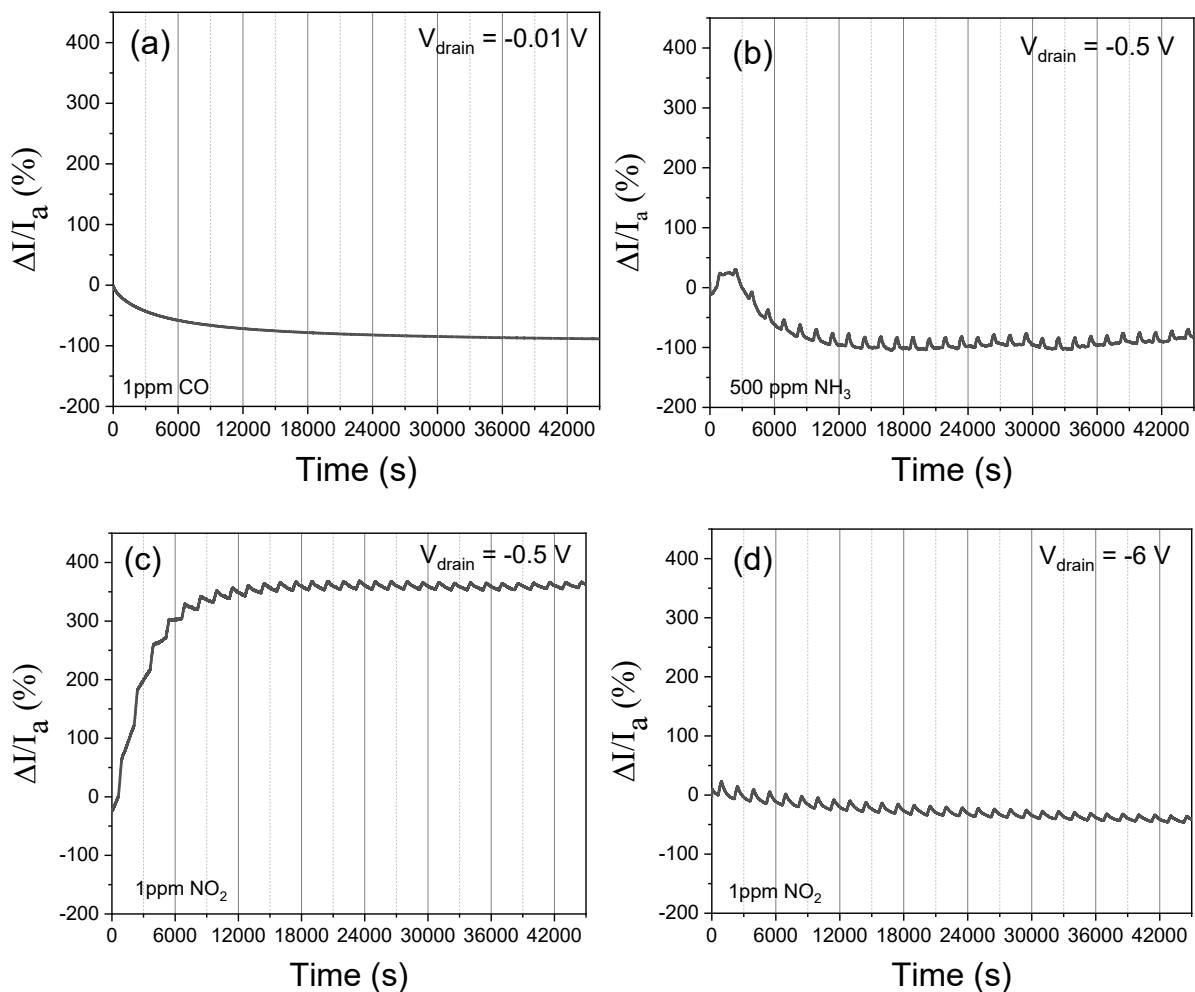 (a)
V_drain = -0.01 V
400
300
200
100
0
-100
-200
ΔI/I_a (%)
1ppm CO
0 6000 12000 18000 24000 30000 36000 42000
Time (s)
(b)
V_drain = -0.5 V
400
300
200
100
0
-100
-200
ΔI/I_a (%)
500 ppm NH₃
0 6000 12000 18000 24000 30000 36000 42000
Time (s)
(c)
V_drain = -0.5 V
400
300
200
100
0
-100
-200
ΔI/I_a (%)
1ppm NO₂
0 6000 12000 18000 24000 30000 36000 42000
Time (s)
(d)
V_drain = -6 V
400
300
200
100
0
-100
-200
ΔI/I_a (%)
1ppm NO₂
0 6000 12000 18000 24000 30000 36000 42000
Time (s)